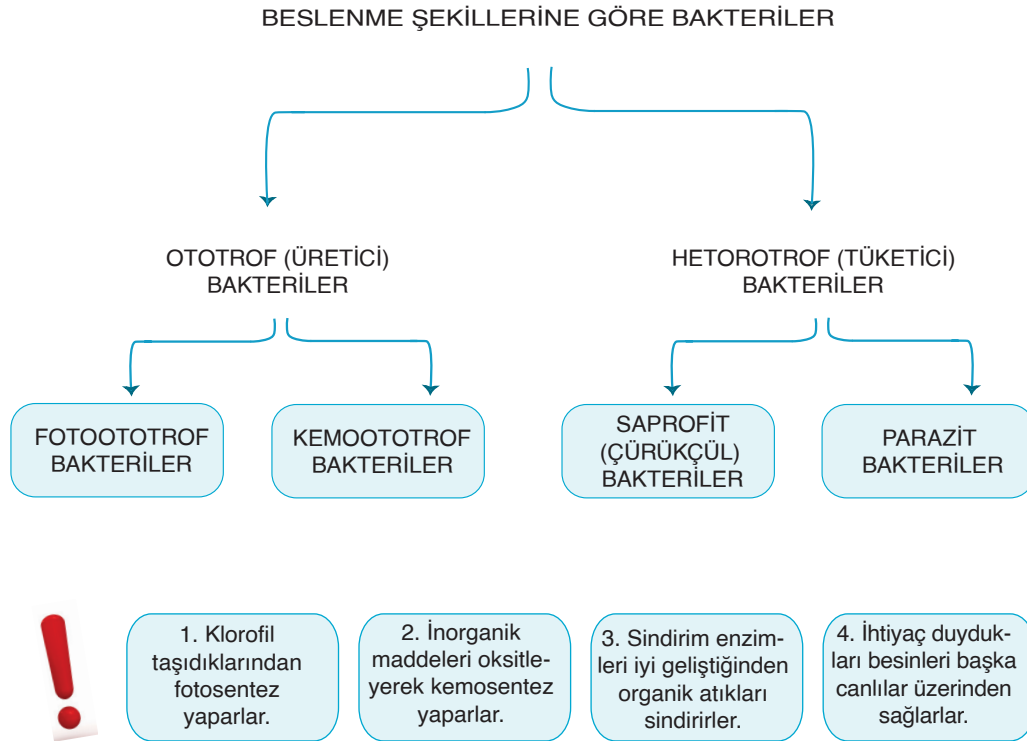 BESLENME ŞEKİLLERİNE GÖRE BAKTERİLER
OTOTROF (ÜRETİCİ)
BAKTERİLER
HETOROTROF (TÜKETİCİ)
BAKTERİLER
FOTOOTOTROF
BAKTERİLER
KEMOOTOTROF
BAKTERİLER
SAPROFİT
(ÇÜRÜKÇÜL)
BAKTERİLER
PARAZİT
BAKTERİLER
1. Klorofil
taşıdıklarından
fotosentez
yaparlar.
2. İnorganik
maddeleri oksitle-
yerek kemosentez
yaparlar.
3. Sindirim enzim-
leri iyi geliştiğinden
organik atıkları
sindirirler.
4. İhtiyaç duyduk-
ları besinleri başka
canlılar üzerinden
sağlarlar.